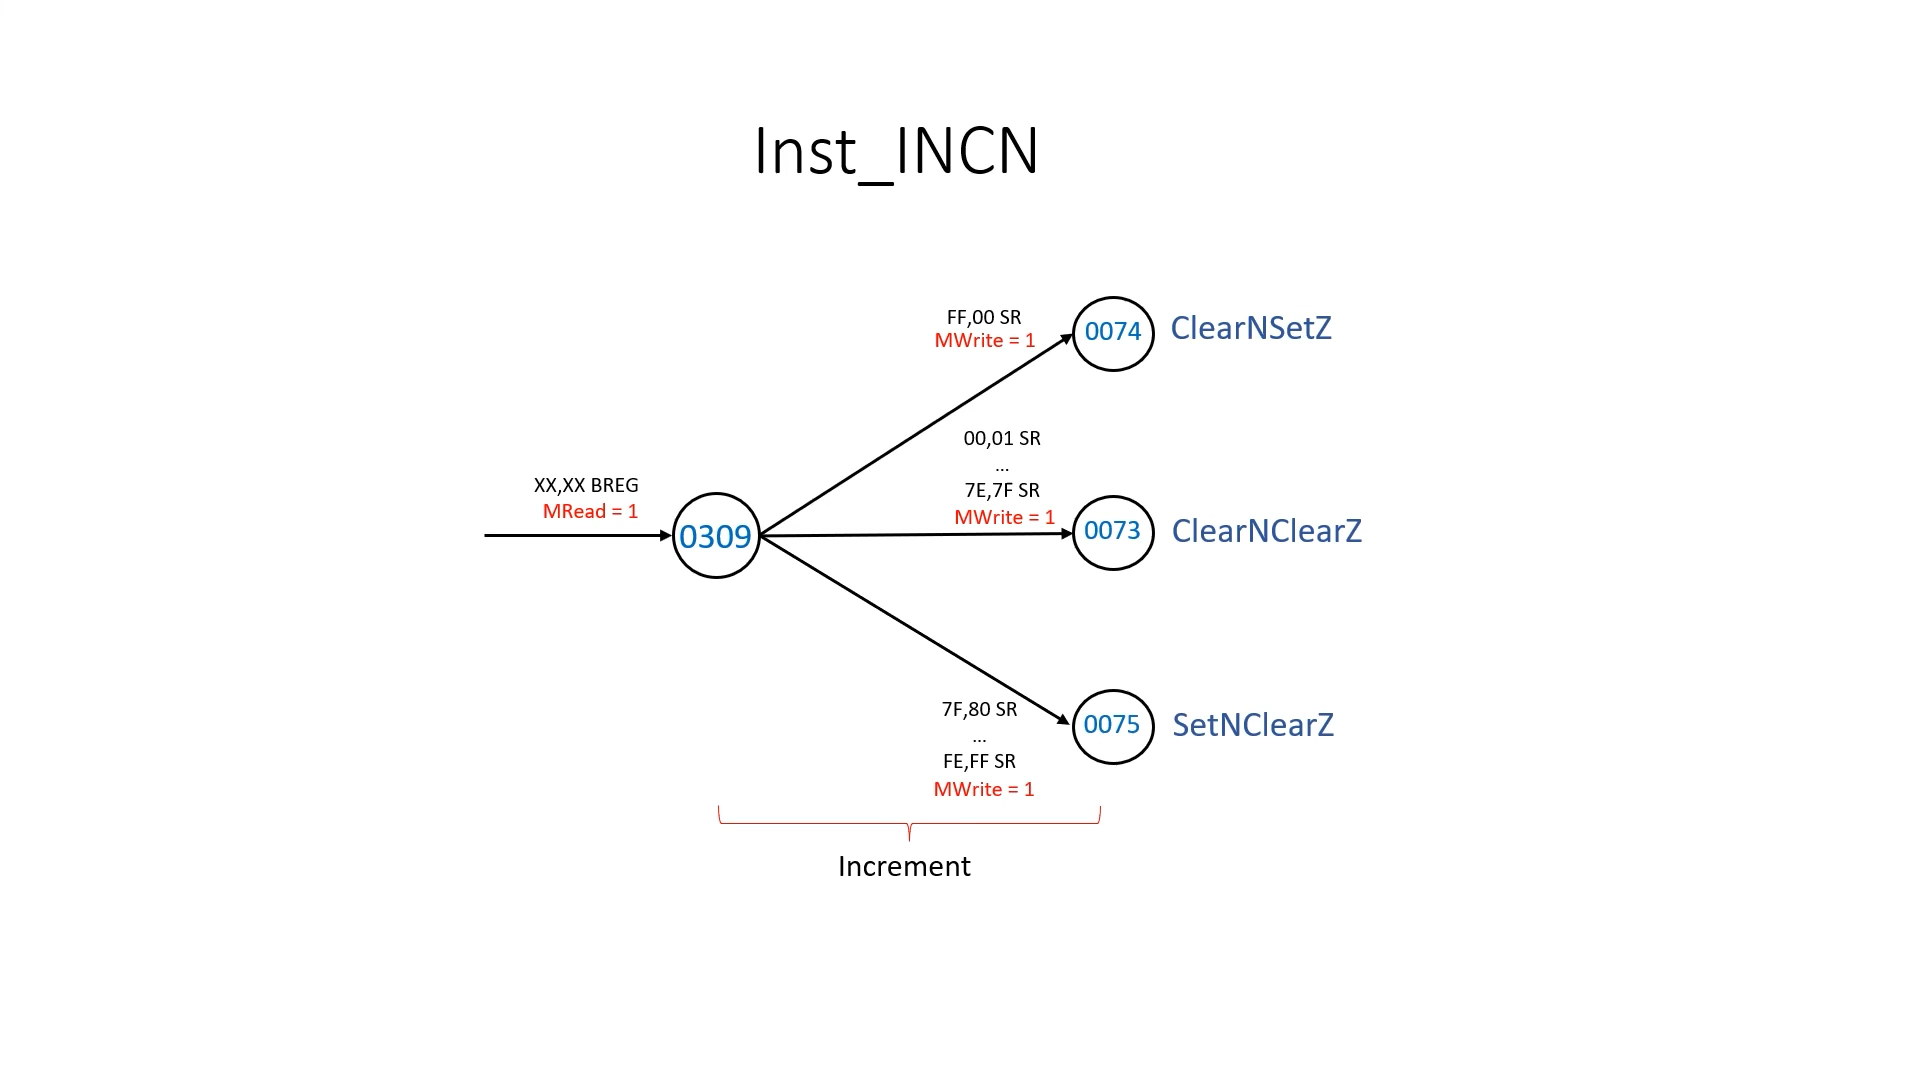 Inst_INCN
FF,00 SR
MWrite = 1
0074
ClearNSetZ
00,01 SR
...
7E,7F SR
MWrite = 1
XX,XX BREG
MRead = 1
0309
0073
ClearNClearZ
7F,80 SR
...
FE,FF SR
MWrite = 1
0075
SetNClearZ
Increment